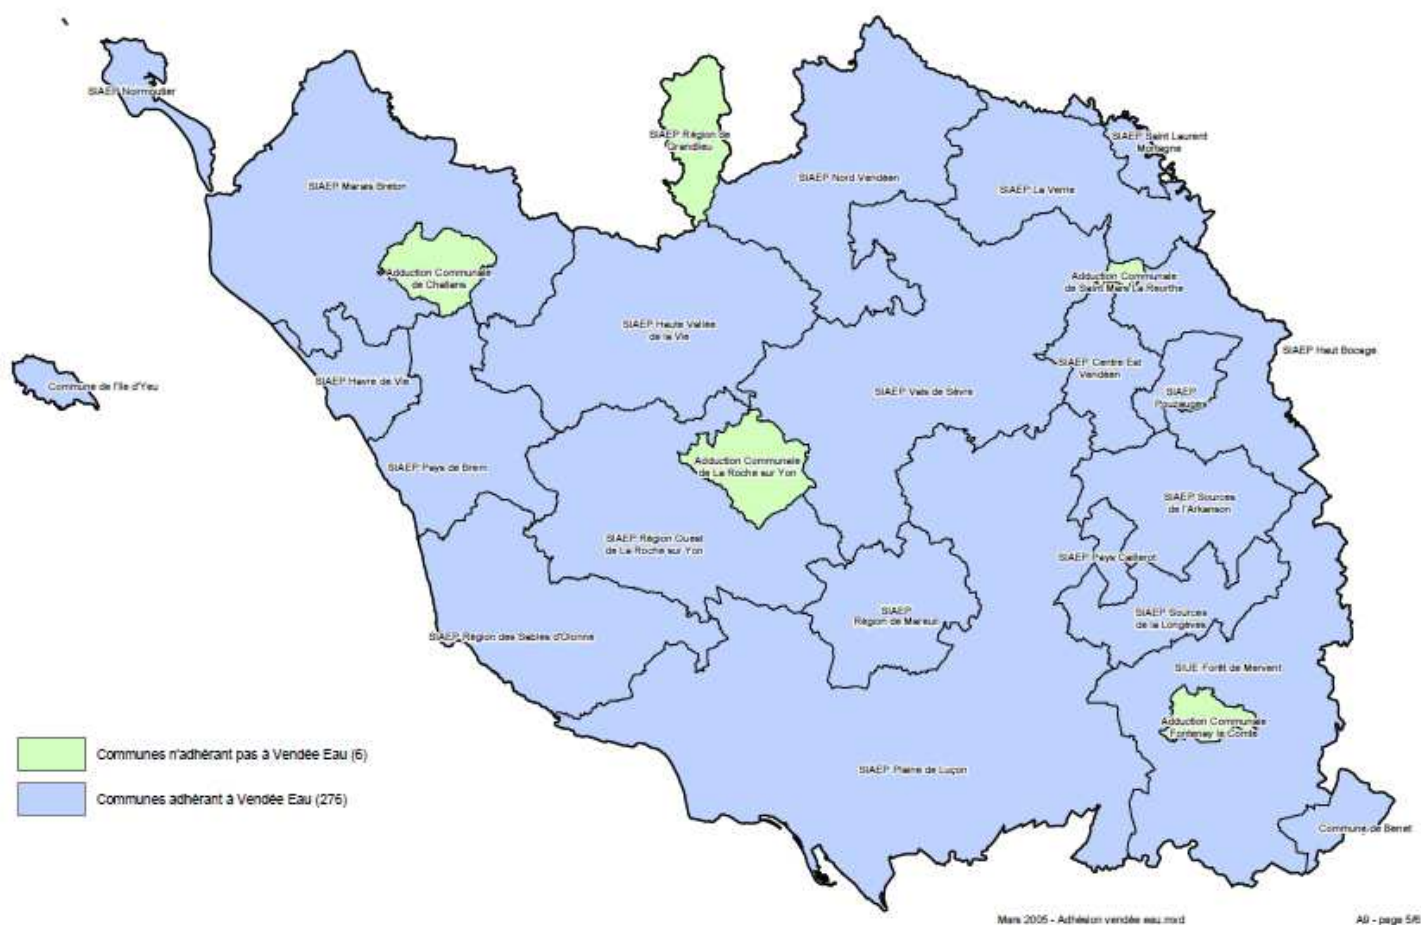 SIAEP Noirmoutier
SIAEP Marais Breton
SIAEP Région de
Grandlieu
SIAEP Nord Vendéen
SIAEP La Verrie
SIAEP Saint Laurent
Mortagne
Adduction Communale
de Challans
Adduction Communale
de Saint Mars La Réorthe
SIAEP Haute Vallée
de la Vie
SIAEP Haut Bocage
SIAEP Centre Est
Vendéen
SIAEP Havre de Vie
Commune de l'Ile d'Yeu
SIAEP Vals de Sèvre
SIAEP
Pouzauges
SIAEP Pays de Brem
Adduction Communale
de La Roche sur Yon
SIAEP Sources
de l'Arkanson
SIAEP Région Ouest
de La Roche sur Yon
SIAEP Pays Caillerot
SIAEP
Région de Mareuil
SIAEP Sources
de la Longèves
SIAEP Région des Sables d'Olonne
SIUE Forêt de Mervent
Adduction Communale
Fontenay le Comte
SIAEP Plaine de Luçon
Communes n'adhérant pas à Vendée Eau (6)
Communes adhérant à Vendée Eau (276)
Commune de Benet
Mars 2005 - Adhésion vendée eau.mxd
A9 - page 5/6